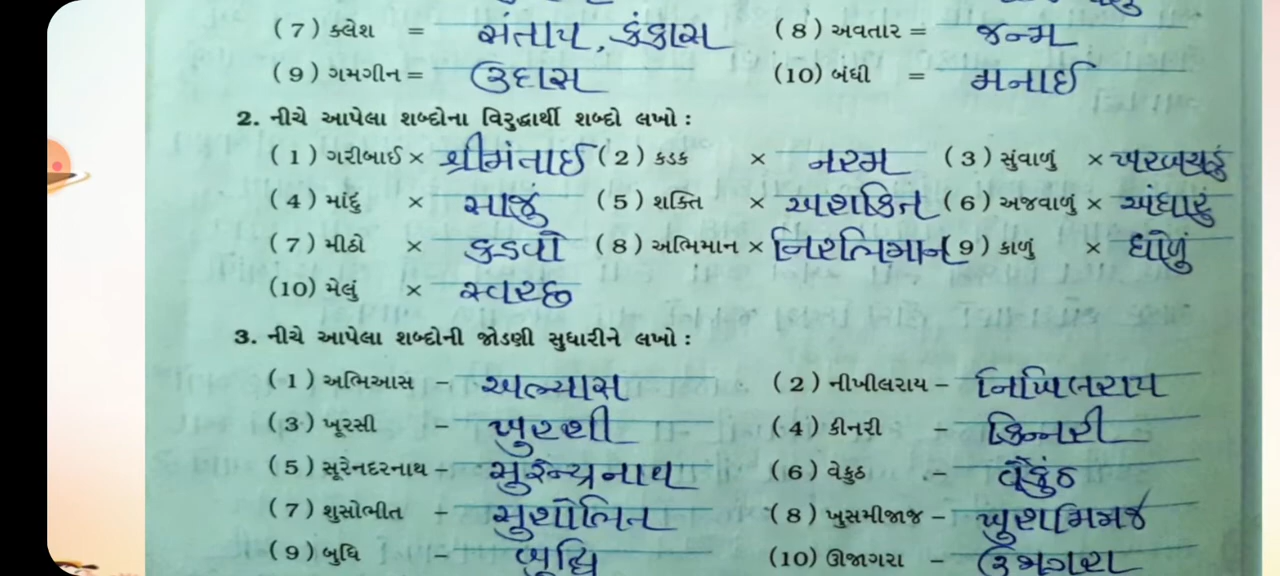 (7) ક્લેશ = સંતાપ, કંકાસ (8) અવતાર = જન્મ
(9) ગમગીન = ઉદાસ (10) બંધી = મનાઈ
2. નીચે આપેલા શબ્દોના વિરુદ્ધાર્થી શબ્દો લખો :
(1) ગરીબાઈ × શ્રીમંતાઈ (2) કડક × નરમ (3) સુંવાળું × ખરબચડું
(4) માંદુ × સાજું (5) શક્તિ × અશક્તિ (6) અજવાળું × અંધારું
(7) મીઠો × કડવો (8) અભિમાન × નિરભિમાન (9) કાળું × ધોળું
(10) મેલું × સ્વચ્છ
3. નીચે આપેલા શબ્દોની જોડણી સુધારીને લખો :
(1) અભિઆસ – અભ્યાસ (2) નીખીલરાય – નિખિલરાય
(3) ખૂરસી – ખુરશી (4) કીનરી – કિન્નરી
(5) સૂરેનદરનાથ – સુરેન્દ્રનાથ (6) વેકુઠ – વૈકુંઠ
(7) શુસોભીત – સુશોભિત (8) ખુસમીજાજ – ખુશમિજાજ
(9) બુધિ – બુદ્ધિ (10) ઊજાગરા – ઉજાગરા